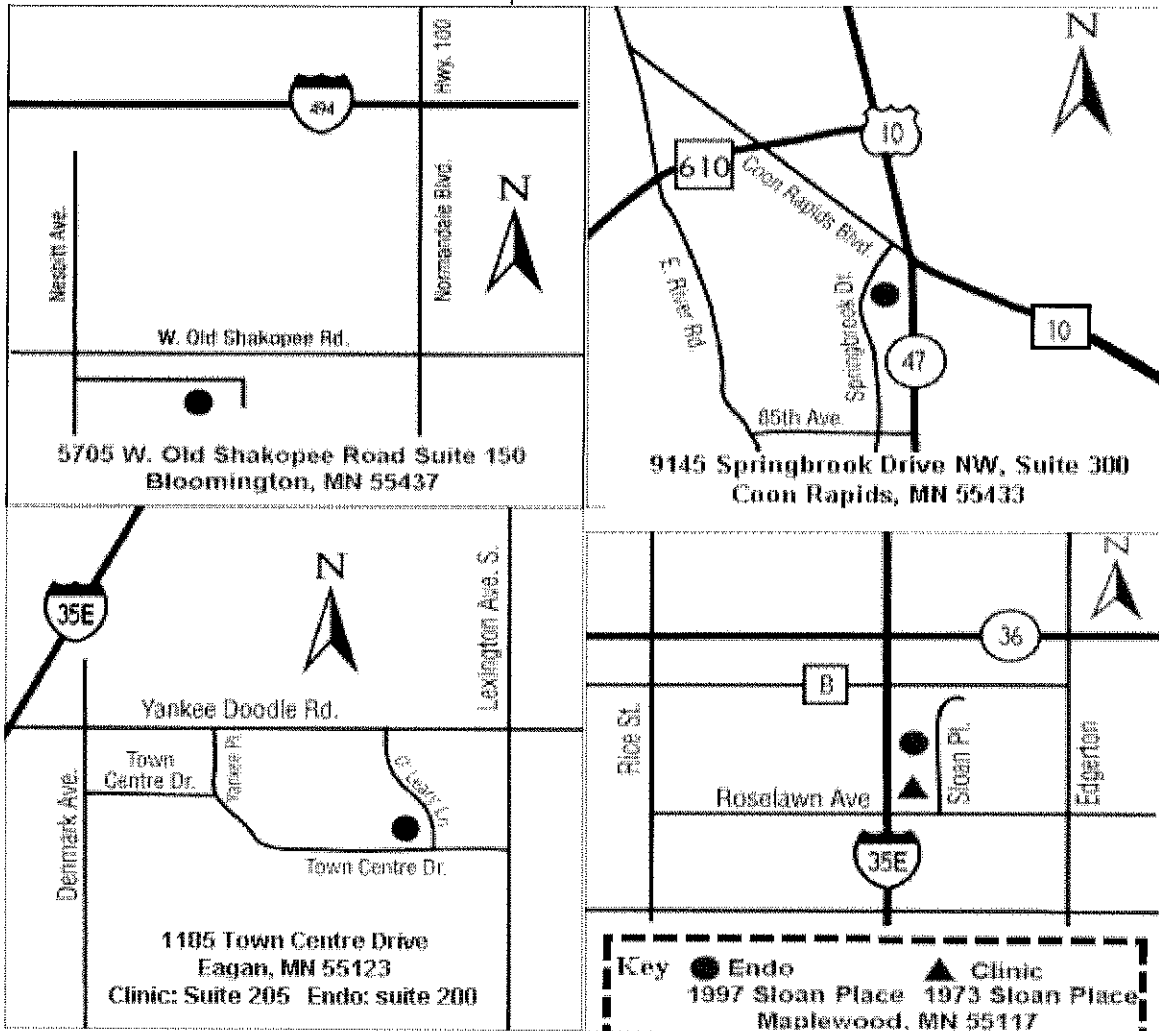 Hwy. 100
494
N
Nesbitt Ave.
Normandale Blvd.
W. Old Shakopee Rd.
5705 W. Old Shakopee Road Suite 150
Bloomington, MN 55437
N
10
610
Coon Rapids Blvd.
E. River Rd.
Springbrook Dr.
10
47
85th Ave.
9145 Springbrook Drive NW, Suite 300
Coon Rapids, MN 55433
35E
N
Lexington Ave. S.
Yankee Doodle Rd.
Town
Centre Dr.
Yankee Pl.
O'Leary Ln.
Denmark Ave.
Town Centre Dr.
1185 Town Centre Drive
Eagan, MN 55123
Clinic: Suite 205 Endo: suite 200
N
36
B
Rice St.
Sloan Pl.
Edgerton
Roselawn Ave
35E
Key Endo Clinic
1997 Sloan Place 1973 Sloan Place
Maplewood, MN 55117